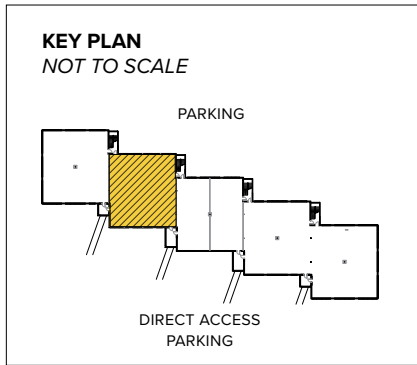 KEY PLAN
NOT TO SCALE
PARKING
DIRECT ACCESS
PARKING